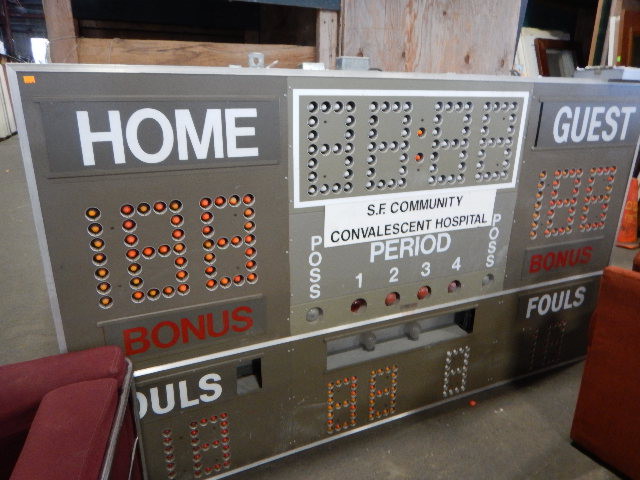 HOME
GUEST
S.F. COMMUNITY
CONVALESCENT HOSPITAL
POSS
PERIOD
POSS
1 2 3 4
BONUS
BONUS
OULS
FOULS